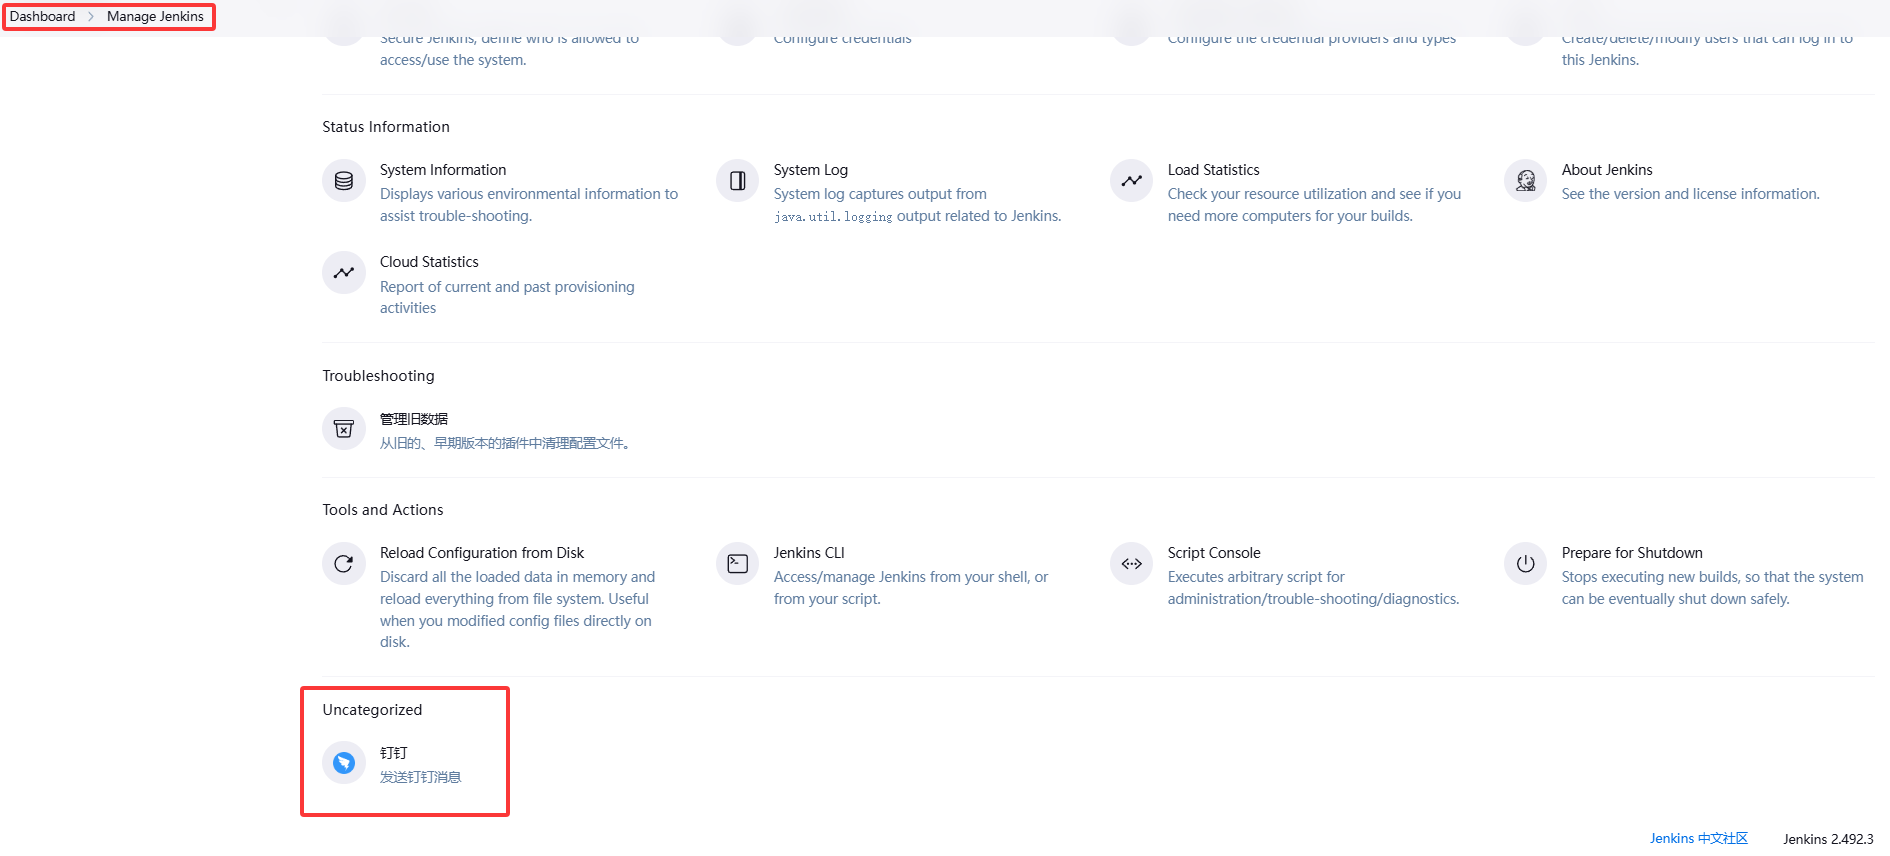 Dashboard > Manage Jenkins
Secure Jenkins; define who is allowed to
access/use the system.
Configure credentials
Configure the credential providers and types
Create/delete/modify users that can log in to
this Jenkins.
Status Information
System Information
Displays various environmental information to
assist trouble-shooting.
System Log
System log captures output from
java.util.logging output related to Jenkins.
Load Statistics
Check your resource utilization and see if you
need more computers for your builds.
About Jenkins
See the version and license information.
Cloud Statistics
Report of current and past provisioning
activities
Troubleshooting
管理旧数据
从旧的、早期版本的插件中清理配置文件。
Tools and Actions
Reload Configuration from Disk
Discard all the loaded data in memory and
reload everything from file system. Useful
when you modified config files directly on
disk.
Jenkins CLI
Access/manage Jenkins from your shell, or
from your script.
Script Console
Executes arbitrary script for
administration/trouble-shooting/diagnostics.
Prepare for Shutdown
Stops executing new builds, so that the system
can be eventually shut down safely.
Uncategorized
钉钉
发送钉钉消息
Jenkins 中文社区
Jenkins 2.492.3